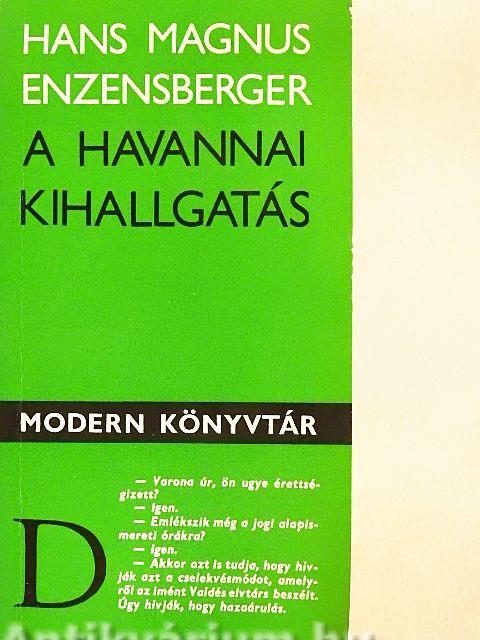 HANS MAGNUS
ENZENSBERGER
A HAVANNAI
KIHALLGATÁS
MODERN KÖNYVTÁR
— Varona úr, ön ugye érettsé-
gizett?
— Igen.
— Emlékszik még a jogi alapis-
mereti órákra?
— Igen.
— Akkor azt is tudja, hogy hív-
ják azt a cselekvésmódot, amely-
ről az imént Valdés elvtárs beszélt.
Úgy hívják, hogy hazaárulás.
D
Antikvárium.hu